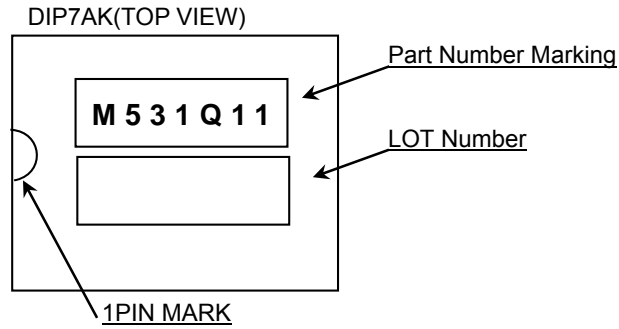 DIP7AK(TOP VIEW)
Part Number Marking
M 5 3 1 Q 1 1
LOT Number
1PIN MARK